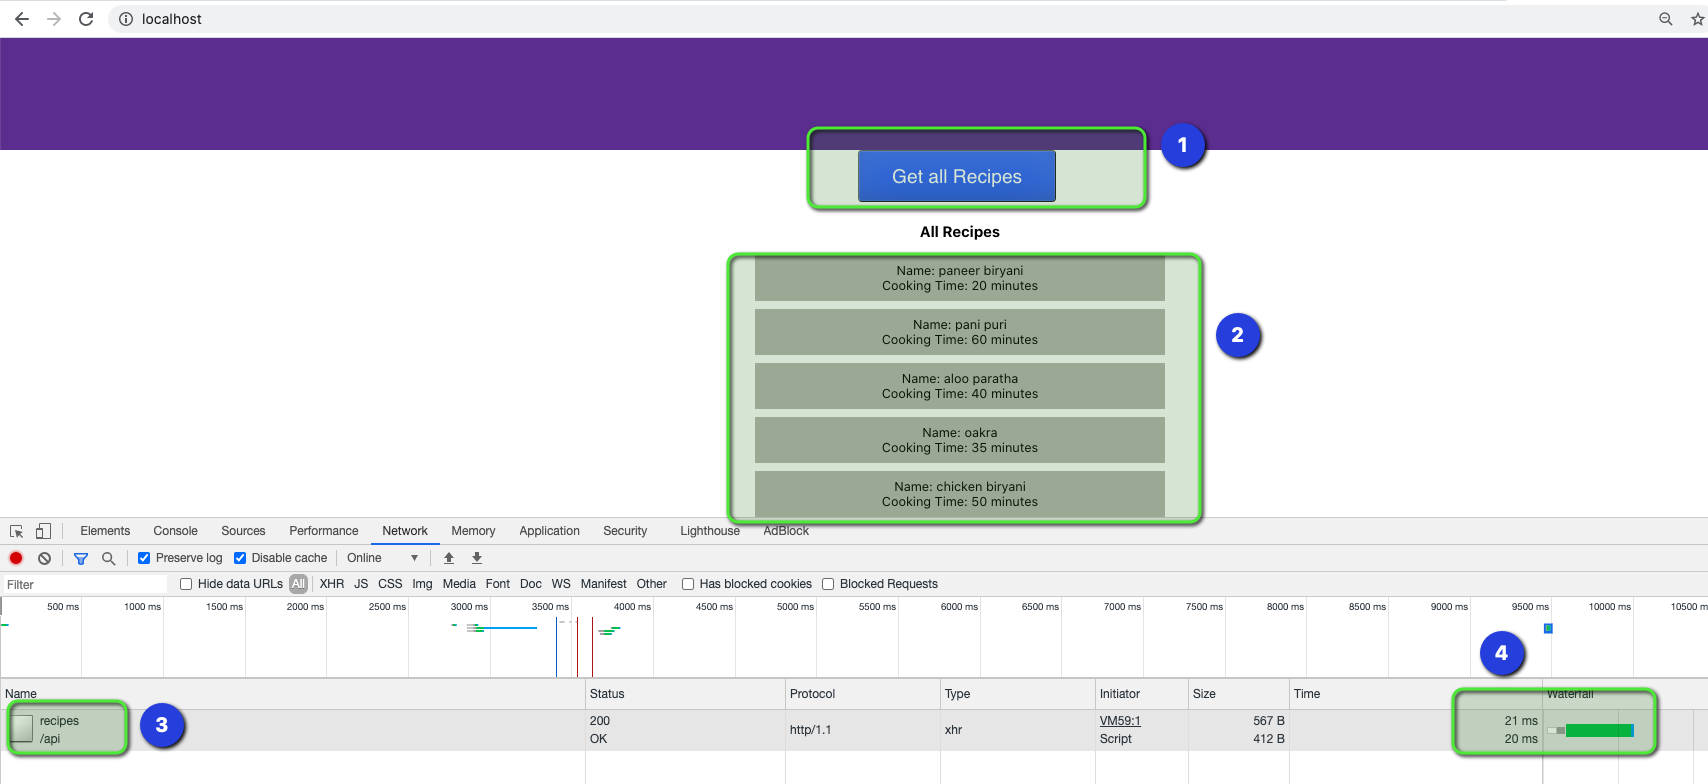 localhost
1
Get all Recipes
All Recipes
Name: paneer biryani
Cooking Time: 20 minutes
Name: pani puri
Cooking Time: 60 minutes
2
Name: aloo paratha
Cooking Time: 40 minutes
Name: oakra
Cooking Time: 35 minutes
Name: chicken biryani
Cooking Time: 50 minutes
Elements Console Sources Performance Network Memory Application Security Lighthouse AdBlock
Preserve log Disable cache Online
Filter Hide data URLs All XHR JS CSS Img Media Font Doc WS Manifest Other Has blocked cookies Blocked Requests
500 ms 1000 ms 1500 ms 2000 ms 2500 ms 3000 ms 3500 ms 4000 ms 4500 ms 5000 ms 5500 ms 6000 ms 6500 ms 7000 ms 7500 ms 8000 ms 8500 ms 9000 ms 9500 ms 10000 ms 10500 m
4
Name Status Protocol Type Initiator Size Time Waterfall
recipes 200 http/1.1 xhr VM59:1 567 B 21 ms
/api OK Script 412 B 20 ms
3